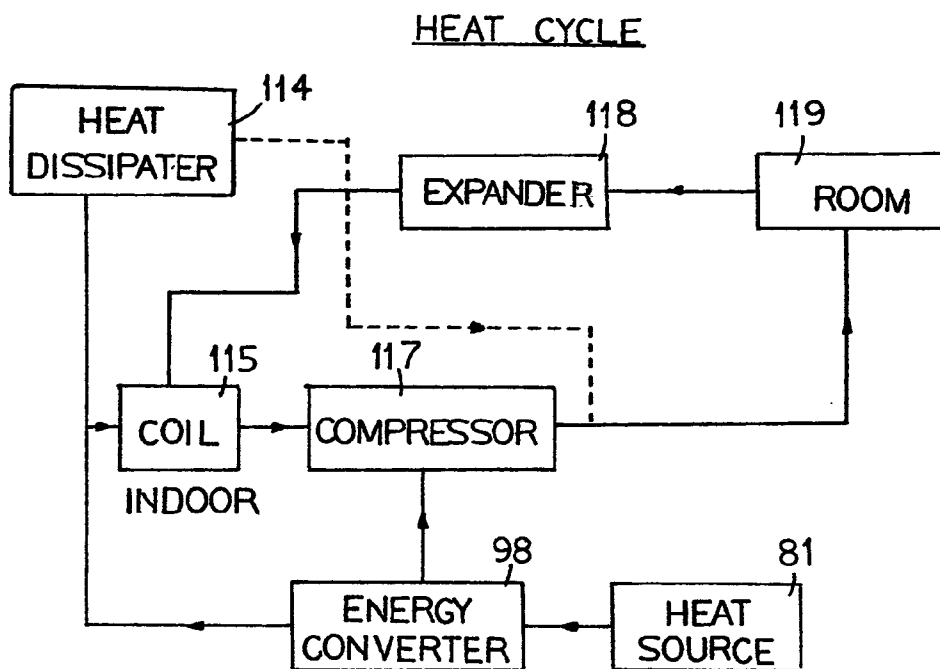 HEAT CYCLE
114
HEAT
DISSIPATER
118
EXPANDER
119
ROOM
115
COIL
INDOOR
117
COMPRESSOR
98
ENERGY
CONVERTER
81
HEAT
SOURCE